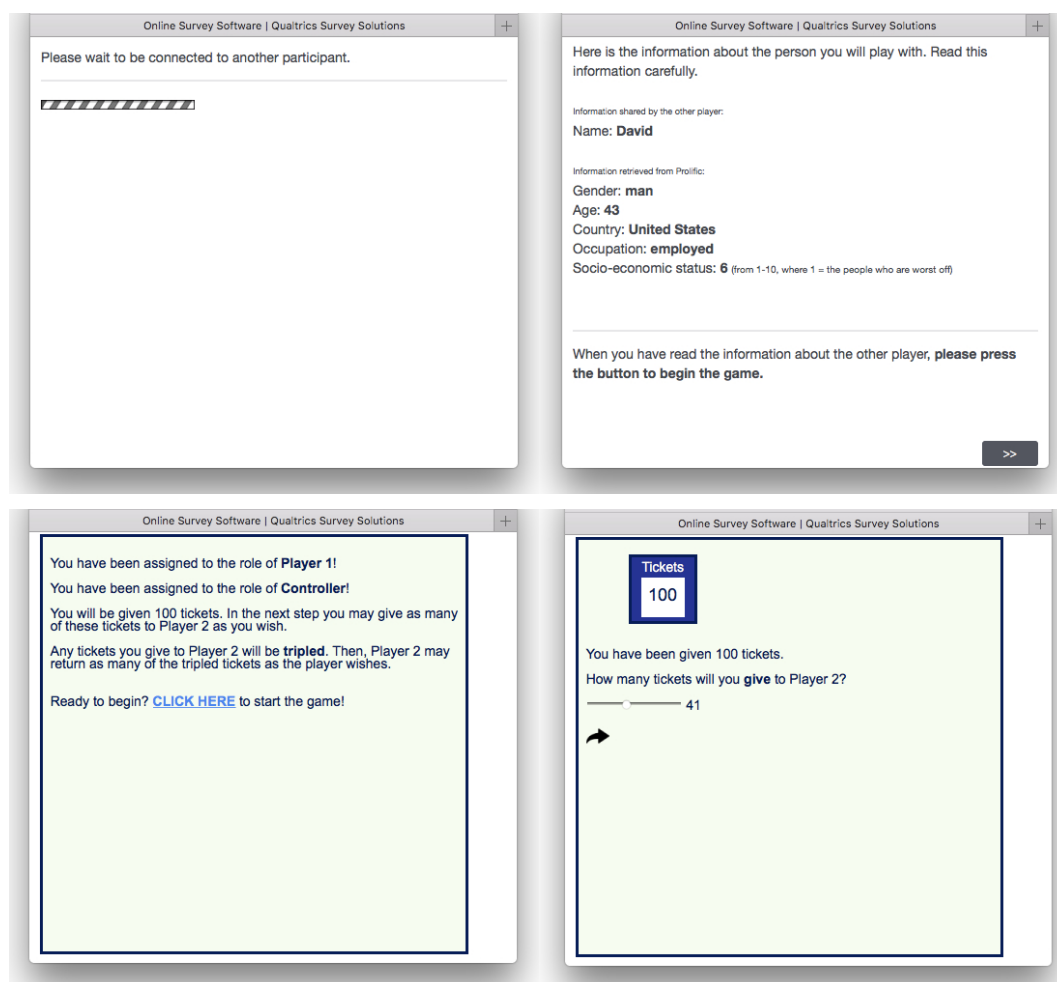 Online Survey Software | Qualtrics Survey Solutions
Please wait to be connected to another participant.
Online Survey Software | Qualtrics Survey Solutions
Here is the information about the person you will play with. Read this
information carefully.
Information shared by the other player:
Name: David
Information retrieved from Prolific:
Gender: man
Age: 43
Country: United States
Occupation: employed
Socio-economic status: 6 (from 1-10, where 1 = the people who are worst off)
When you have read the information about the other player, please press
the button to begin the game.
>>
Online Survey Software | Qualtrics Survey Solutions
You have been assigned to the role of Player 1!
You have been assigned to the role of Controller!
You will be given 100 tickets. In the next step you may give as many
of these tickets to Player 2 as you wish.
Any tickets you give to Player 2 will be tripled. Then, Player 2 may
return as many of the tripled tickets as the player wishes.
Ready to begin? CLICK HERE to start the game!
Online Survey Software | Qualtrics Survey Solutions
Tickets
100
You have been given 100 tickets.
How many tickets will you give to Player 2?
41